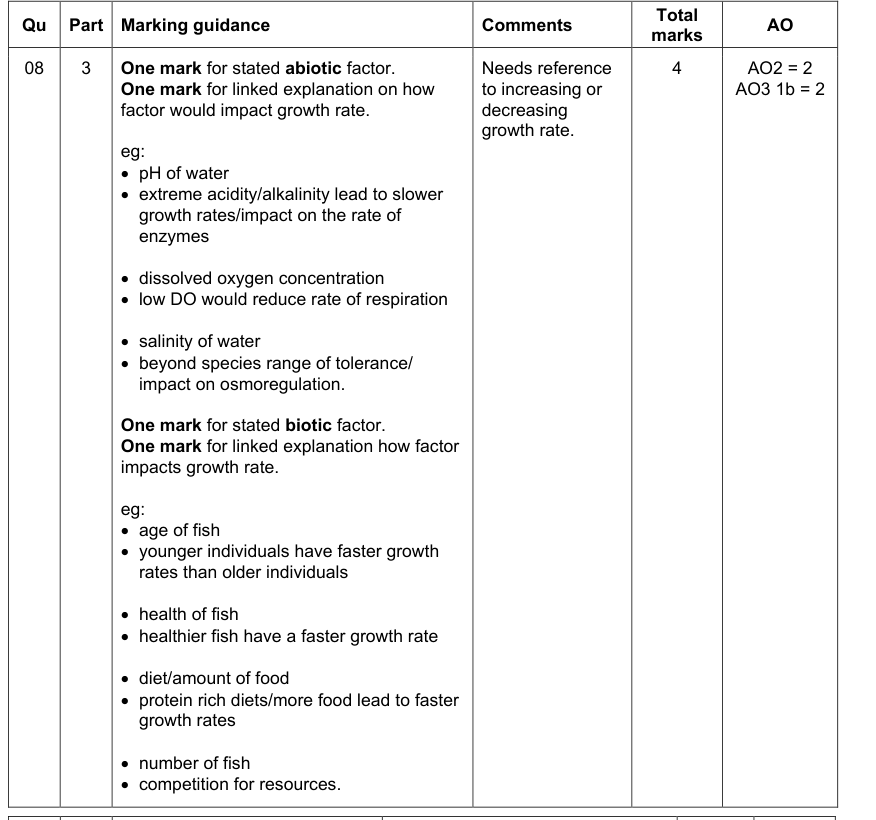 Qu
Part
Marking guidance
Comments
Total
marks
AO
08
3
One mark for stated abiotic factor.
One mark for linked explanation on how
factor would impact growth rate.
eg:
• pH of water
• extreme acidity/alkalinity lead to slower
growth rates/impact on the rate of
enzymes
• dissolved oxygen concentration
• low DO would reduce rate of respiration
• salinity of water
• beyond species range of tolerance/
impact on osmoregulation.
One mark for stated biotic factor.
One mark for linked explanation how factor
impacts growth rate.
eg:
• age of fish
• younger individuals have faster growth
rates than older individuals
• health of fish
• healthier fish have a faster growth rate
• diet/amount of food
• protein rich diets/more food lead to faster
growth rates
• number of fish
• competition for resources.
Needs reference
to increasing or
decreasing
growth rate.
4
AO2 = 2
AO3 1b = 2